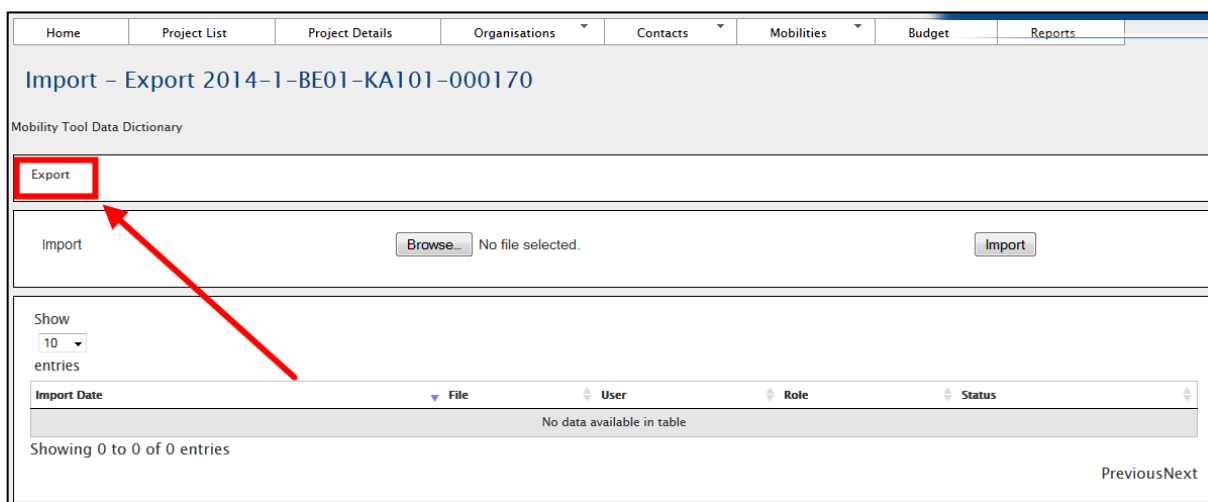 Home Project List Project Details Organisations Contacts Mobilities Budget Reports
Import - Export 2014-1-BE01-KA101-000170
Mobility Tool Data Dictionary
Export
Import Browse... No file selected. Import
Show
10
entries
Import Date File User Role Status
No data available in table
Showing 0 to 0 of 0 entries
PreviousNext